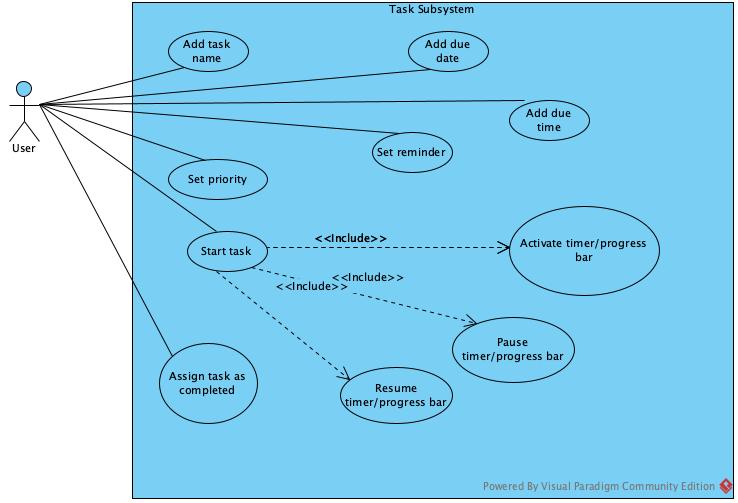 Task Subsystem
Add task
name
Add due
date
Add due
time
User
Set reminder
Set priority
<<Include>>
Start task
Activate timer/progress
bar
<<Include>>
<<Include>>
Pause
timer/progress bar
Assign task as
completed
Resume
timer/progress bar
Powered By Visual Paradigm Community Edition